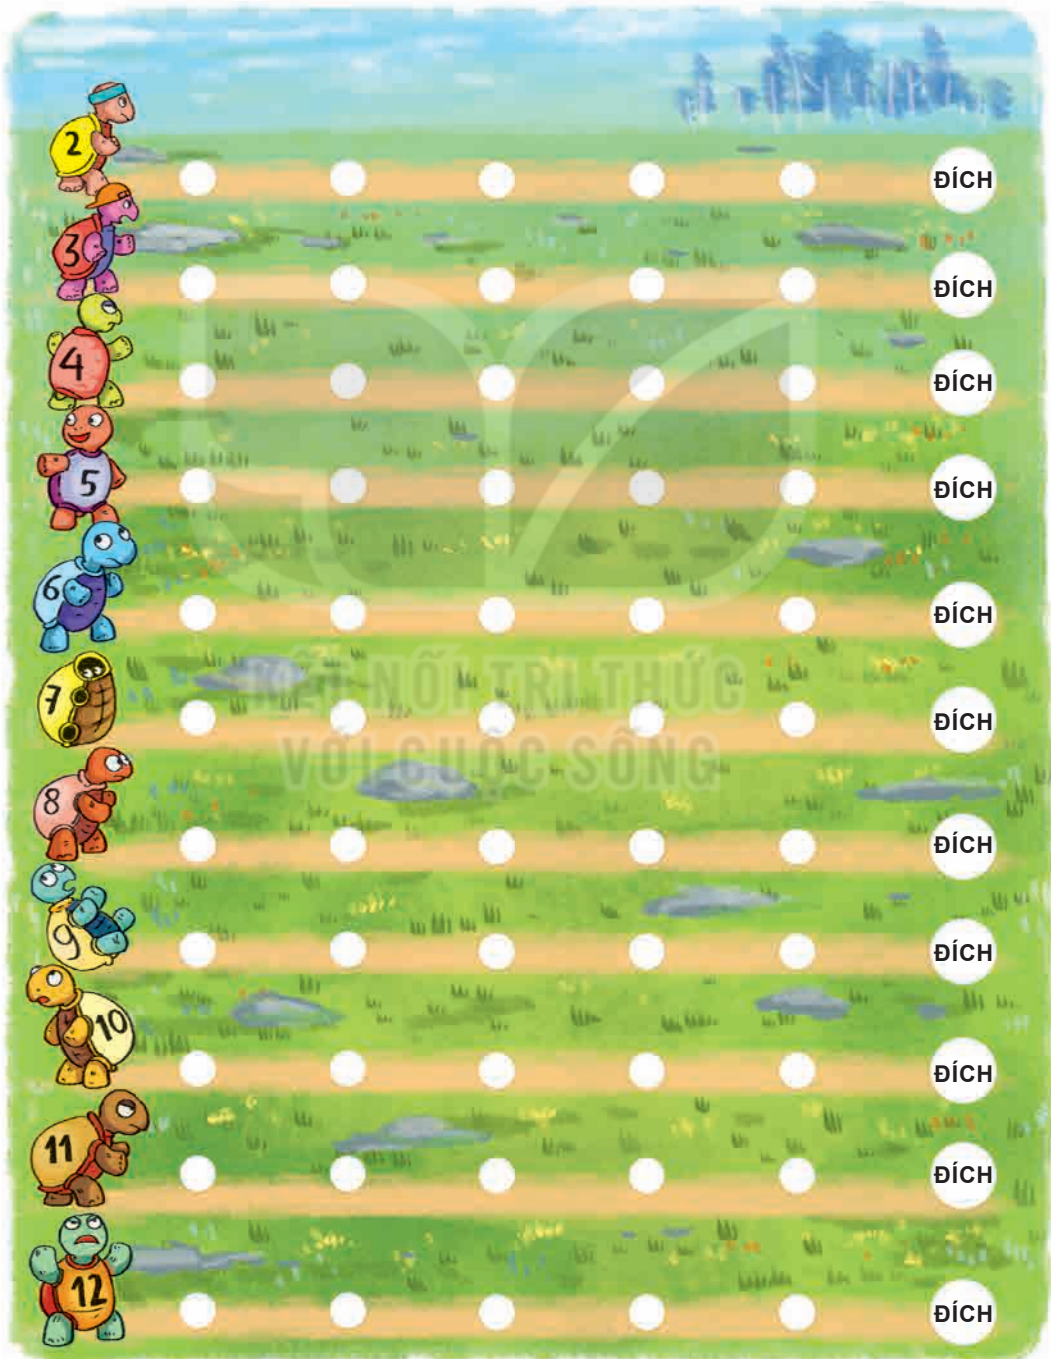 2
ĐÍCH
3
ĐÍCH
4
ĐÍCH
5
ĐÍCH
6
ĐÍCH
KẾT NỐI TRI THỨC
7
ĐÍCH
VỚI CUỘC SỐNG
8
ĐÍCH
9
ĐÍCH
10
ĐÍCH
11
ĐÍCH
12
ĐÍCH